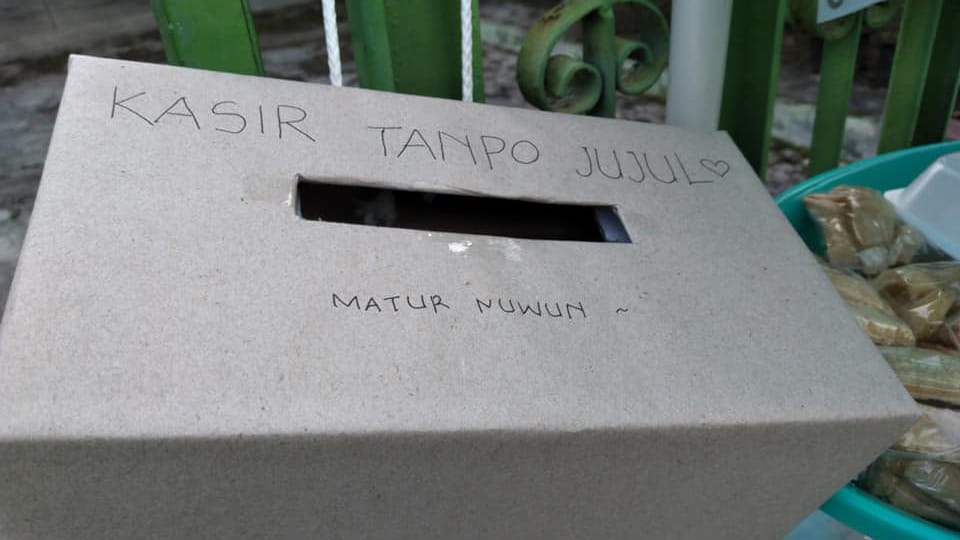 KASIR TANPO JUJUL♡
MATUR NUWUN ~